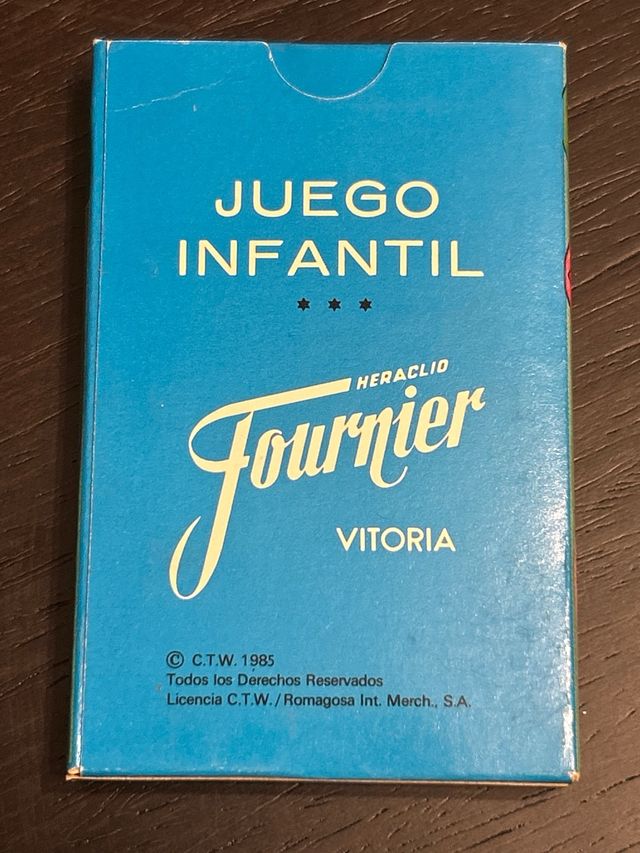 JUEGO
INFANTIL
HERACLIO
Fournier
VITORIA
© C.T.W. 1985
Todos los Derechos Reservados
Licencia C.T.W./Romagosa Int. Merch., S.A.